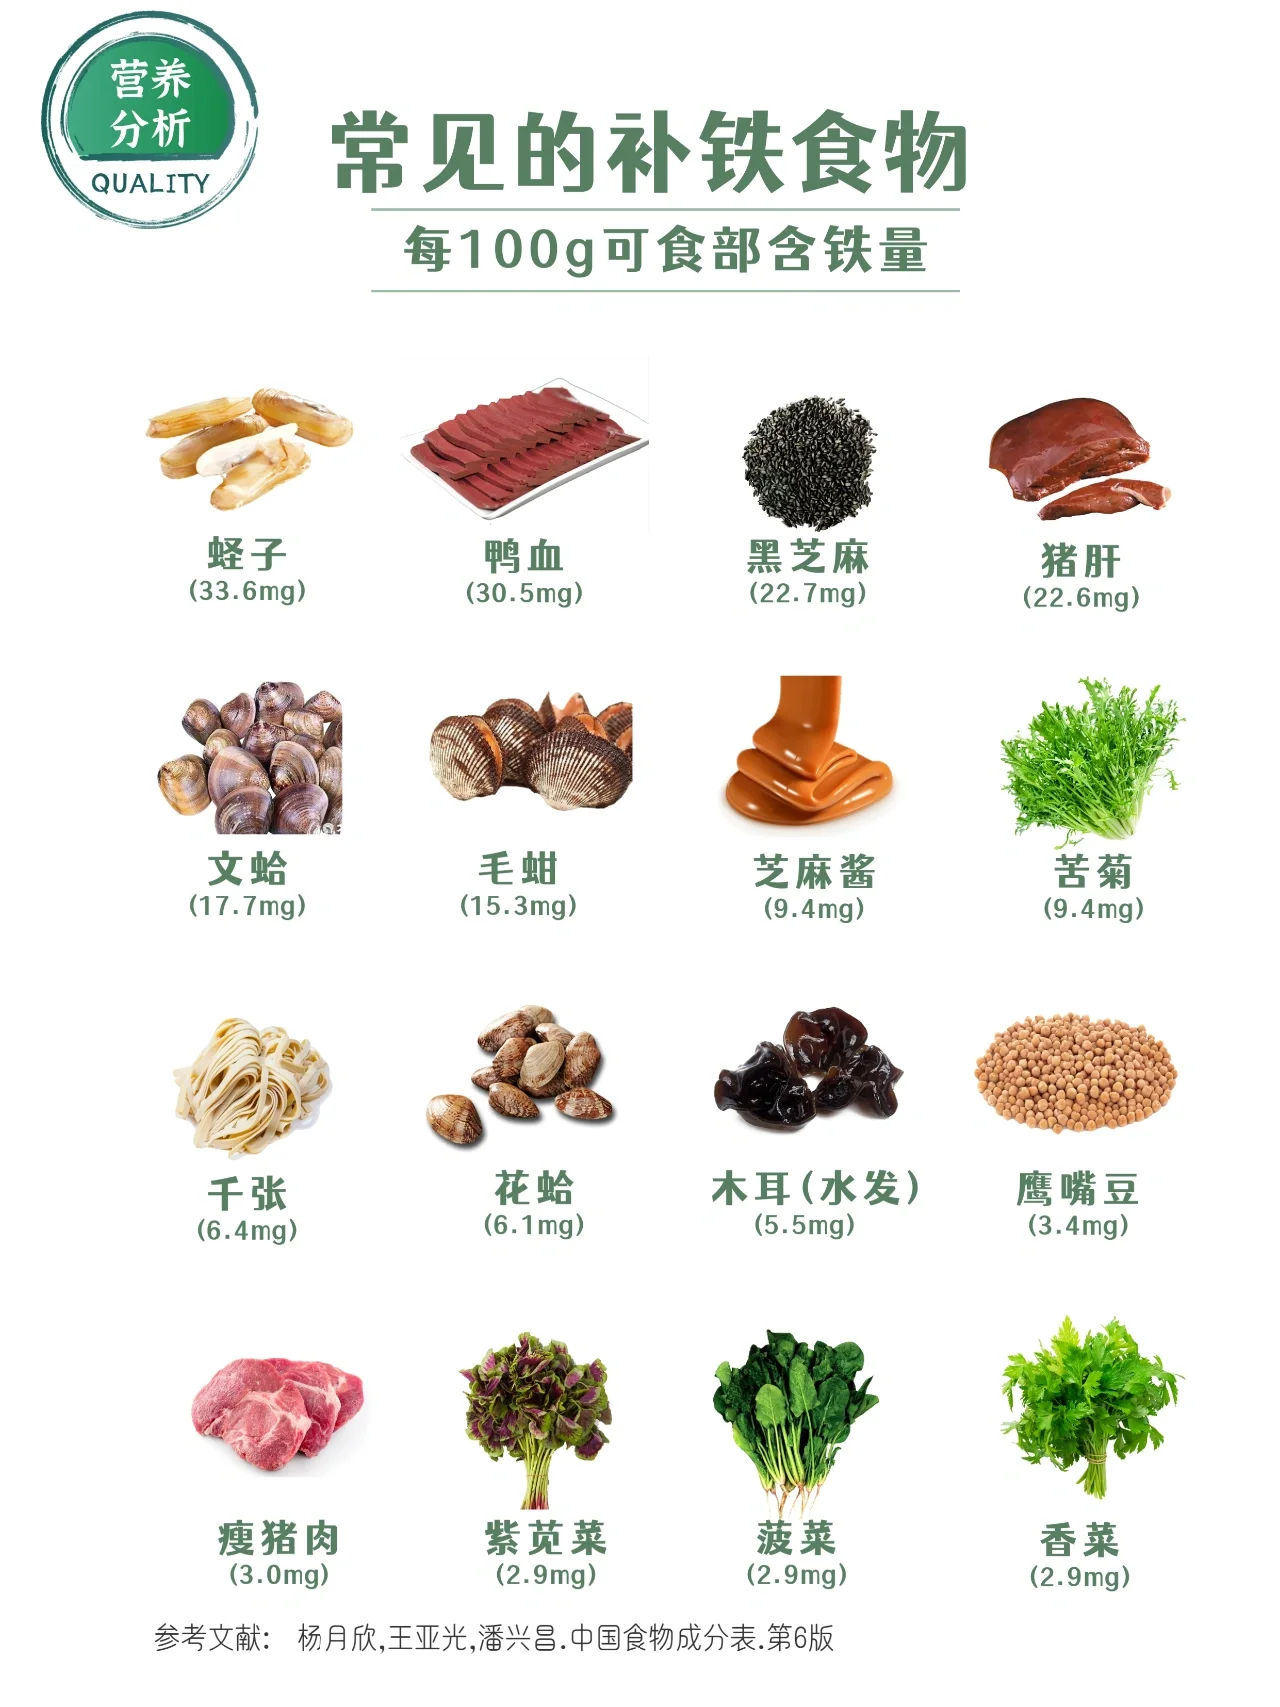 营养
分析
QUALITY
常见的补铁食物
每100g可食部含铁量
蛏子
(33.6mg)
鸭血
(30.5mg)
黑芝麻
(22.7mg)
猪肝
(22.6mg)
文蛤
(17.7mg)
毛蚶
(15.3mg)
芝麻酱
(9.4mg)
苦菊
(9.4mg)
千张
(6.4mg)
花蛤
(6.1mg)
木耳(水发)
(5.5mg)
鹰嘴豆
(3.4mg)
瘦猪肉
(3.0mg)
紫苋菜
(2.9mg)
菠菜
(2.9mg)
香菜
(2.9mg)
参考文献: 杨月欣,王亚光,潘兴昌.中国食物成分表.第6版